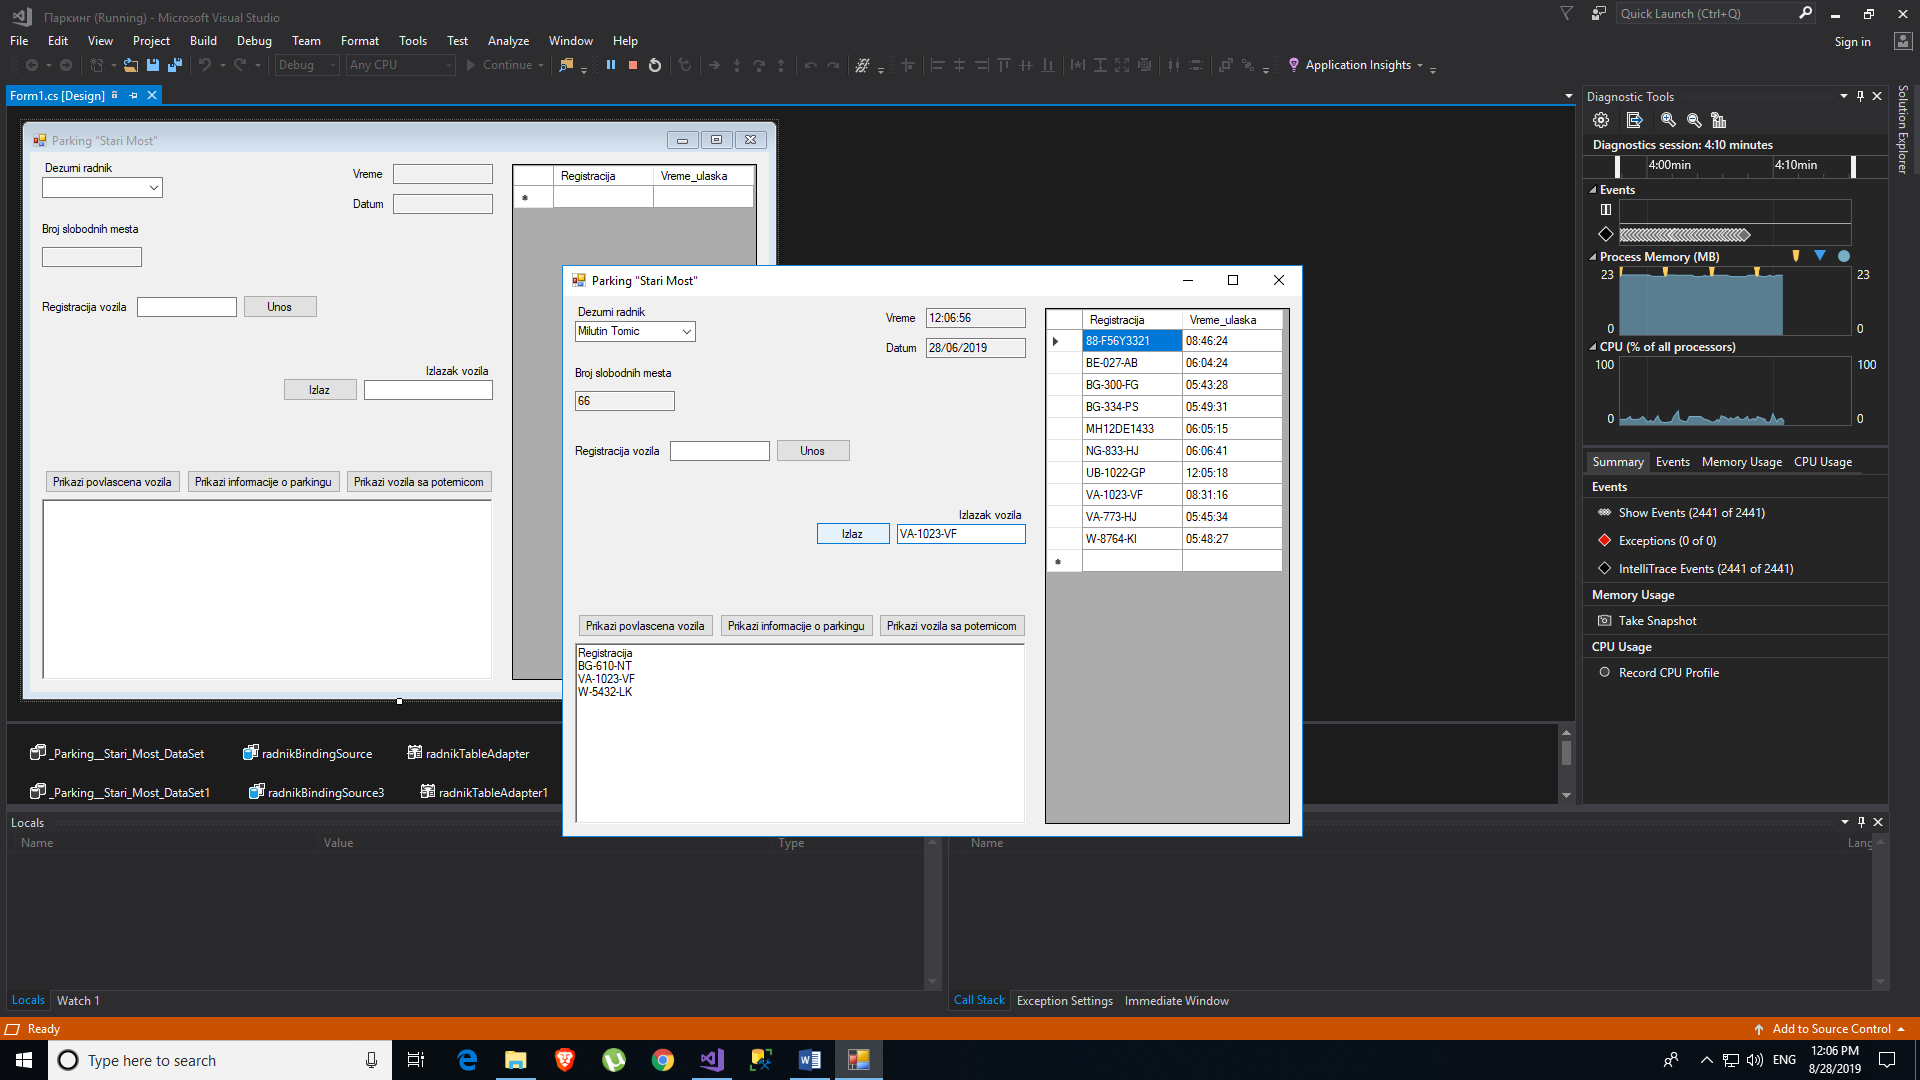 Паркинг (Running) - Microsoft Visual Studio
Quick Launch (Ctrl+Q)
File Edit View Project Build Debug Team Format Tools Test Analyze Window Help
Sign in
Debug Any CPU Continue Application Insights
Form1.cs [Design]
Parking "Stari Most"
Dezurni radnik
Vreme
Datum
Broj slobodnih mesta
Registracija vozila
Unos
Izlazak vozila
Izlaz
Prikazi povlascena vozila
Prikazi informacije o parkingu
Prikazi vozila sa poternicom
Registracija Vreme_ulaska
Parking "Stari Most"
Dezurni radnik
Milutin Tomic
Vreme 12:06:56
Datum 28/06/2019
Broj slobodnih mesta
66
Registracija vozila
Unos
Izlazak vozila
Izlaz
VA-1023-VF
Prikazi povlascena vozila
Prikazi informacije o parkingu
Prikazi vozila sa poternicom
Registracija
BG-610-NT
VA-1023-VF
W-5432-LK
Registracija Vreme_ulaska
88-F56Y3321 08:46:24
BE-027-AB 06:04:24
BG-300-FG 05:43:28
BG-334-PS 05:49:31
MH12DE1433 06:05:15
NG-833-HJ 06:06:41
UB-1022-GP 12:05:18
VA-1023-VF 08:31:16
VA-773-HJ 05:45:34
W-8764-KI 05:48:27
_Parking__Stari_Most_DataSet
radnikBindingSource
radnikTableAdapter
_Parking__Stari_Most_DataSet1
radnikBindingSource3
radnikTableAdapter1
Diagnostic Tools
Solution Explorer
Diagnostics session: 4:10 minutes
4:00min 4:10min
Events
Process Memory (MB)
23 23
0 0
CPU (% of all processors)
100 100
0 0
Summary Events Memory Usage CPU Usage
Events
Show Events (2441 of 2441)
Exceptions (0 of 0)
IntelliTrace Events (2441 of 2441)
Memory Usage
Take Snapshot
CPU Usage
Record CPU Profile
Locals
Name Value Type
Name Lang
Locals Watch 1
Call Stack Exception Settings Immediate Window
Ready
Add to Source Control
Type here to search
ENG
12:06 PM
8/28/2019